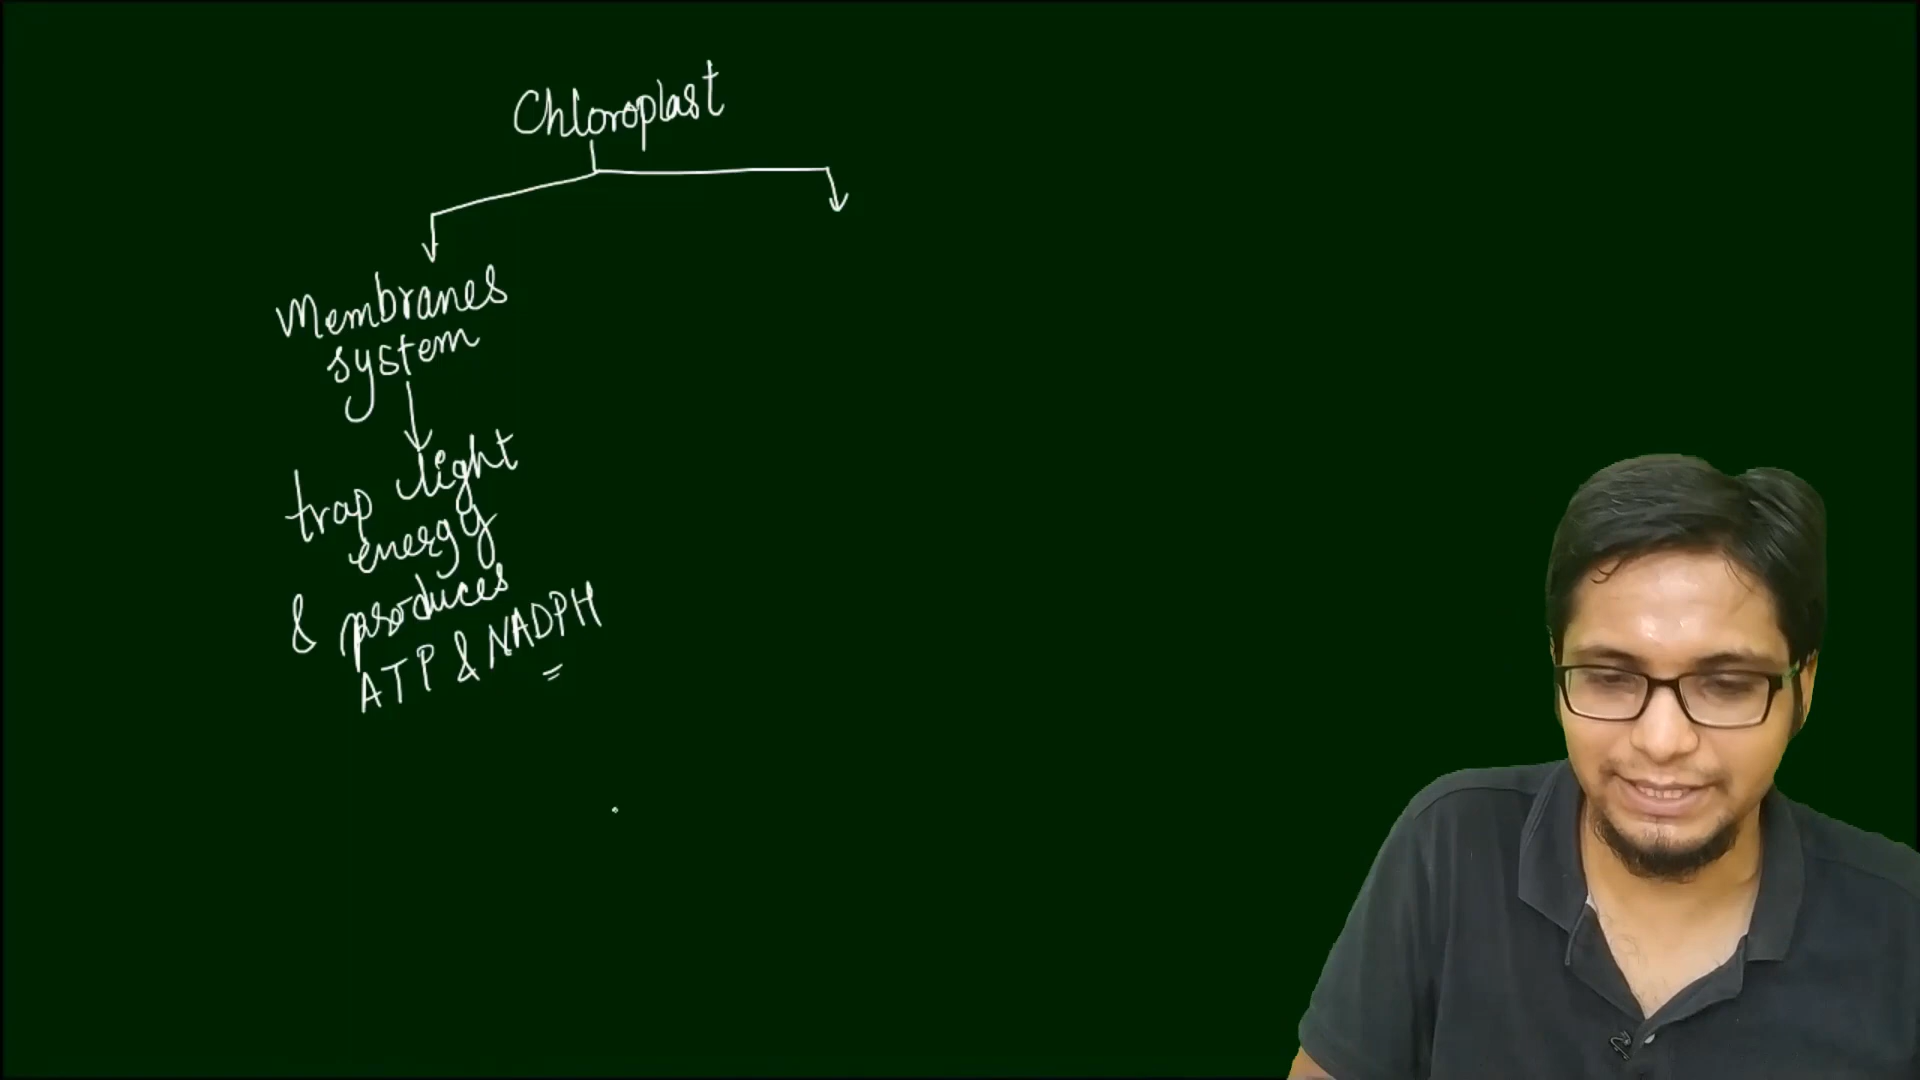 Chloroplast
Membranes
system
trap light
energy
& produces
ATP & NADPH